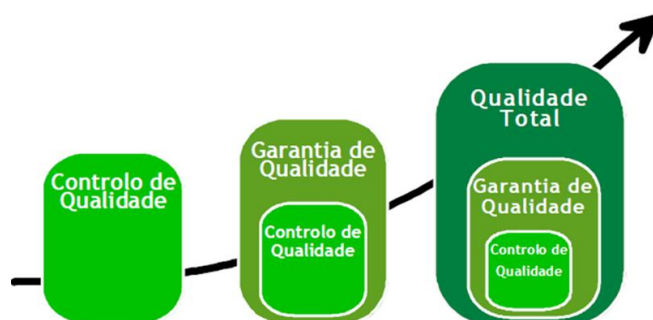 Controlo de
Qualidade
Garantia de
Qualidade
Controlo de
Qualidade
Qualidade
Total
Garantia de
Qualidade
Controlo de
Qualidade